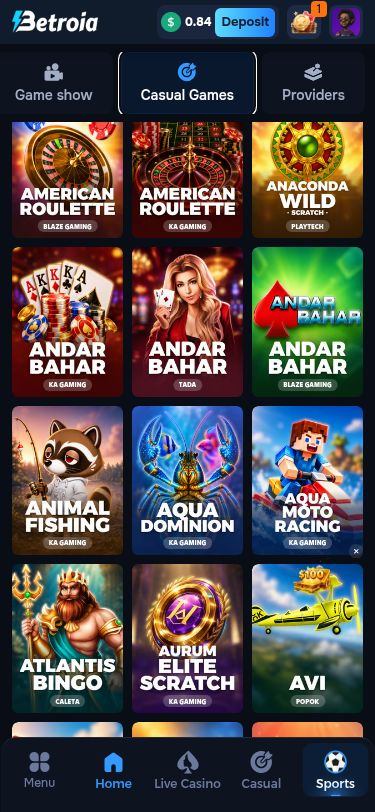 Betroia
$ 0.84 Deposit
1
Game show
Casual Games
Providers
AMERICAN
ROULETTE
BLAZE GAMING
AMERICAN
ROULETTE
KA GAMING
ANACONDA
WILD
- SCRATCH -
PLAYTECH
ANDAR
BAHAR
KA GAMING
ANDAR
BAHAR
TADA
ANDAR
BAHAR
ANDAR
BAHAR
BLAZE GAMING
ANIMAL
FISHING
KA GAMING
AQUA
DOMINION
KA GAMING
AQUA
MOTO
RACING
KA GAMING
×
ATLANTIS
BINGO
CALETA
AURUM
ELITE
SCRATCH
KA GAMING
$100
AVI
POPOK
Menu
Home
Live Casino
Casual
Sports